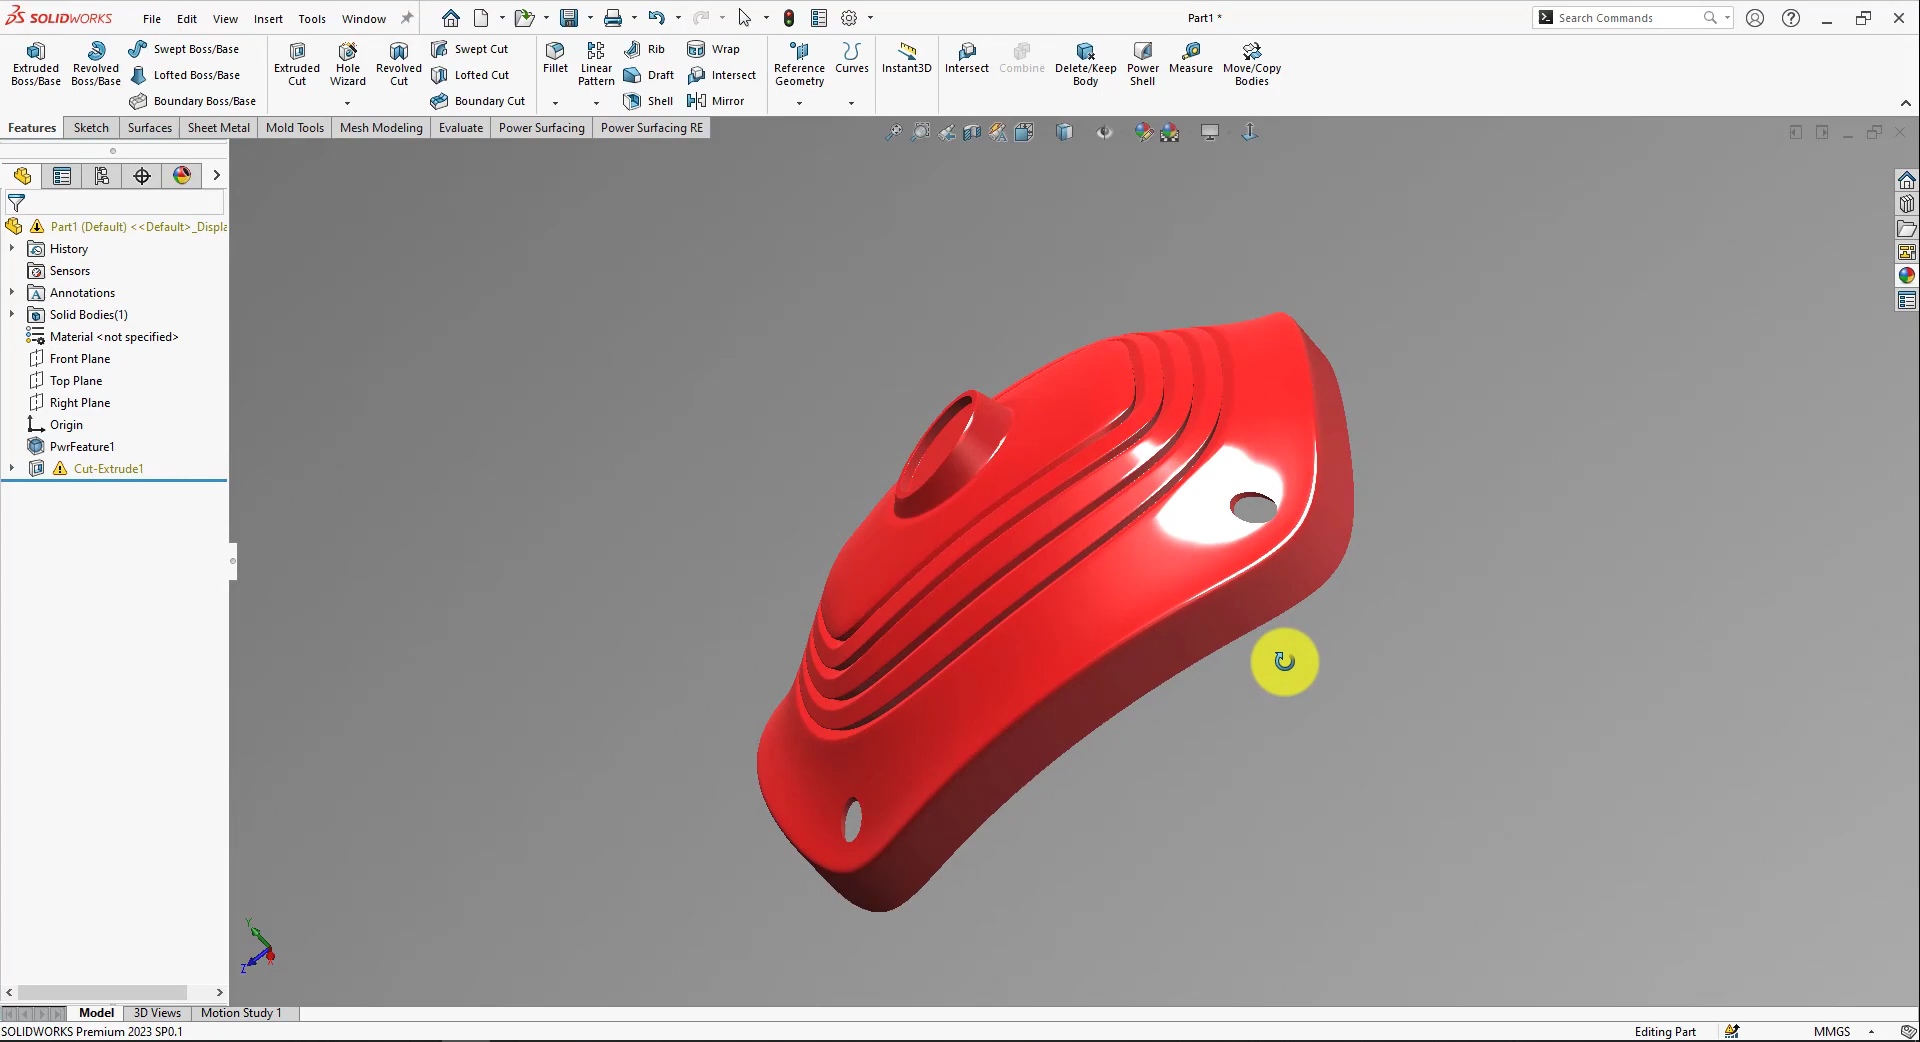 SOLIDWORKS File Edit View Insert Tools Window Part1 * Search Commands
Extruded Boss/Base
Revolved Boss/Base
Swept Boss/Base
Lofted Boss/Base
Boundary Boss/Base
Extruded Cut
Hole Wizard
Revolved Cut
Swept Cut
Lofted Cut
Boundary Cut
Fillet
Linear Pattern
Rib
Draft
Shell
Wrap
Intersect
Mirror
Reference Geometry
Curves
Instant3D
Intersect
Combine
Delete/Keep Body
Power Shell
Measure
Move/Copy Bodies
Features Sketch Surfaces Sheet Metal Mold Tools Mesh Modeling Evaluate Power Surfacing Power Surfacing RE
Part1 (Default) <<Default>_Displa
History
Sensors
Annotations
Solid Bodies(1)
Material <not specified>
Front Plane
Top Plane
Right Plane
Origin
PwrFeature1
Cut-Extrude1
Y
Z
Model 3D Views Motion Study 1
SOLIDWORKS Premium 2023 SP0.1 Editing Part MMGS